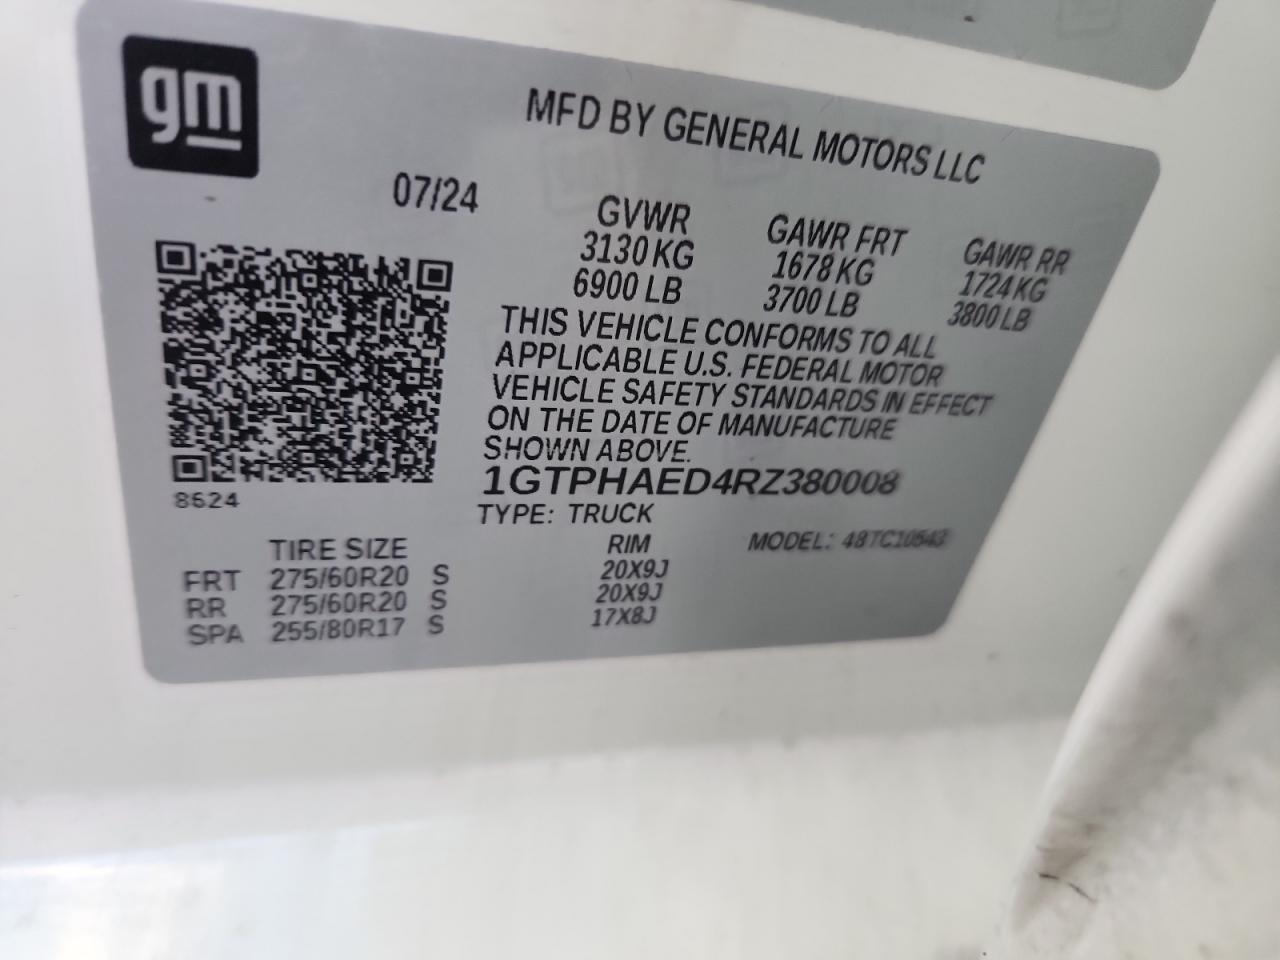 gm
MFD BY GENERAL MOTORS LLC
07/24
GVWR GAWR FRT GAWR RR
3130 KG 1678 KG 1724 KG
6900 LB 3700 LB 3800 LB
THIS VEHICLE CONFORMS TO ALL
APPLICABLE U.S. FEDERAL MOTOR
VEHICLE SAFETY STANDARDS IN EFFECT
ON THE DATE OF MANUFACTURE
SHOWN ABOVE.
1GTPHAED4RZ380008
8624
TYPE: TRUCK
TIRE SIZE RIM MODEL: 48TC10543
FRT 275/60R20 S 20X9J
RR 275/60R20 S 20X9J
SPA 255/80R17 S 17X8J